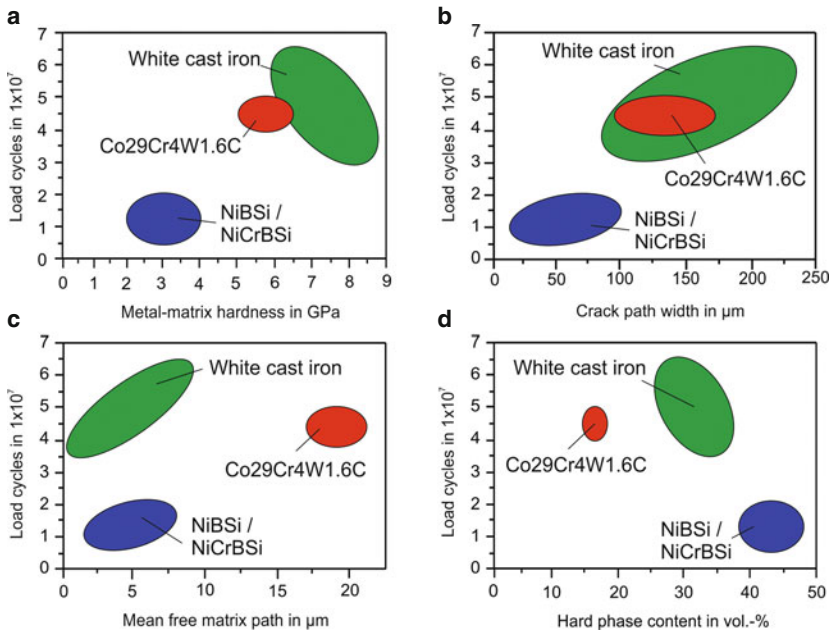 a
Load cycles in 1x10⁷
7
6
5
4
3
2
1
0
White cast iron
Co29Cr4W1.6C
NiBSi /
NiCrBSi
0 1 2 3 4 5 6 7 8 9
Metal-matrix hardness in GPa
b
Load cycles in 1x10⁷
7
6
5
4
3
2
1
0
White cast iron
Co29Cr4W1.6C
NiBSi /
NiCrBSi
0 50 100 150 200 250
Crack path width in µm
c
Load cycles in 1x10⁷
7
6
5
4
3
2
1
0
White cast iron
Co29Cr4W1.6C
NiBSi /
NiCrBSi
0 5 10 15 20
Mean free matrix path in µm
d
Load cycles in 1x10⁷
7
6
5
4
3
2
1
0
White cast iron
Co29Cr4W1.6C
NiBSi /
NiCrBSi
0 10 20 30 40 50
Hard phase content in vol.-%